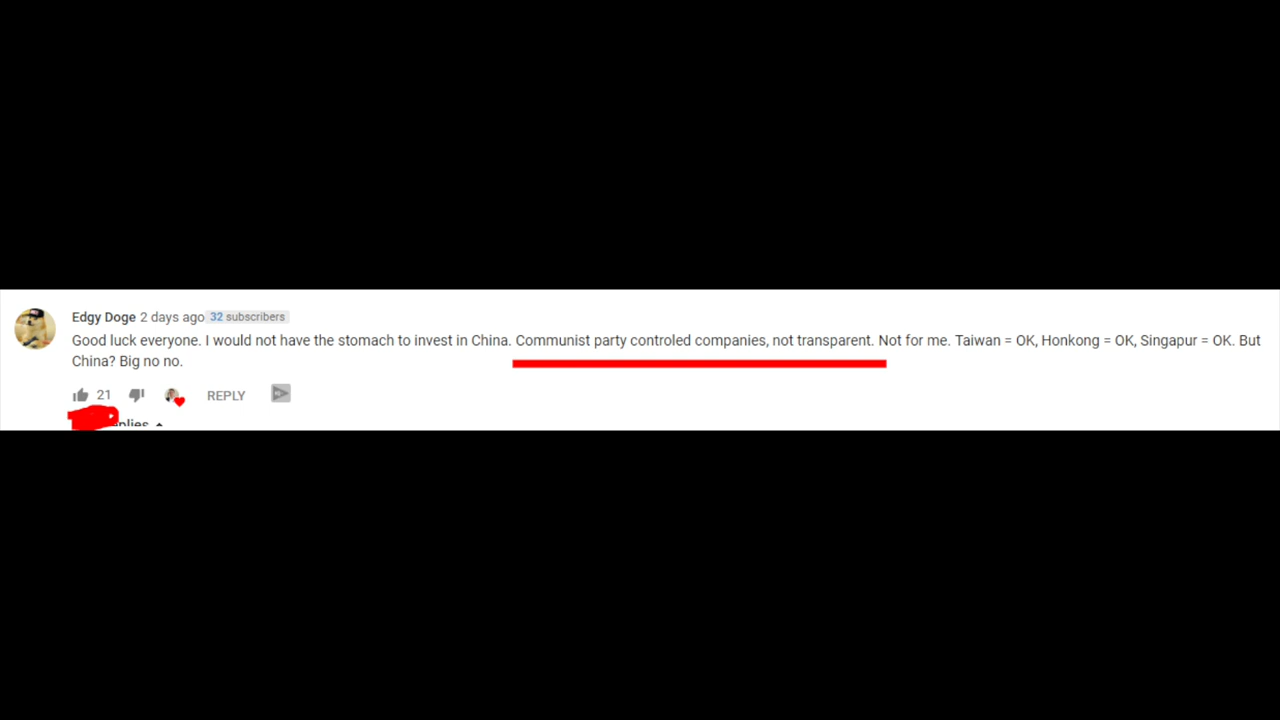 Edgy Doge 2 days ago 32 subscribers
Good luck everyone. I would not have the stomach to invest in China. Communist party controled companies, not transparent. Not for me. Taiwan = OK, Honkong = OK, Singapur = OK. But
China? Big no no.
21 REPLY